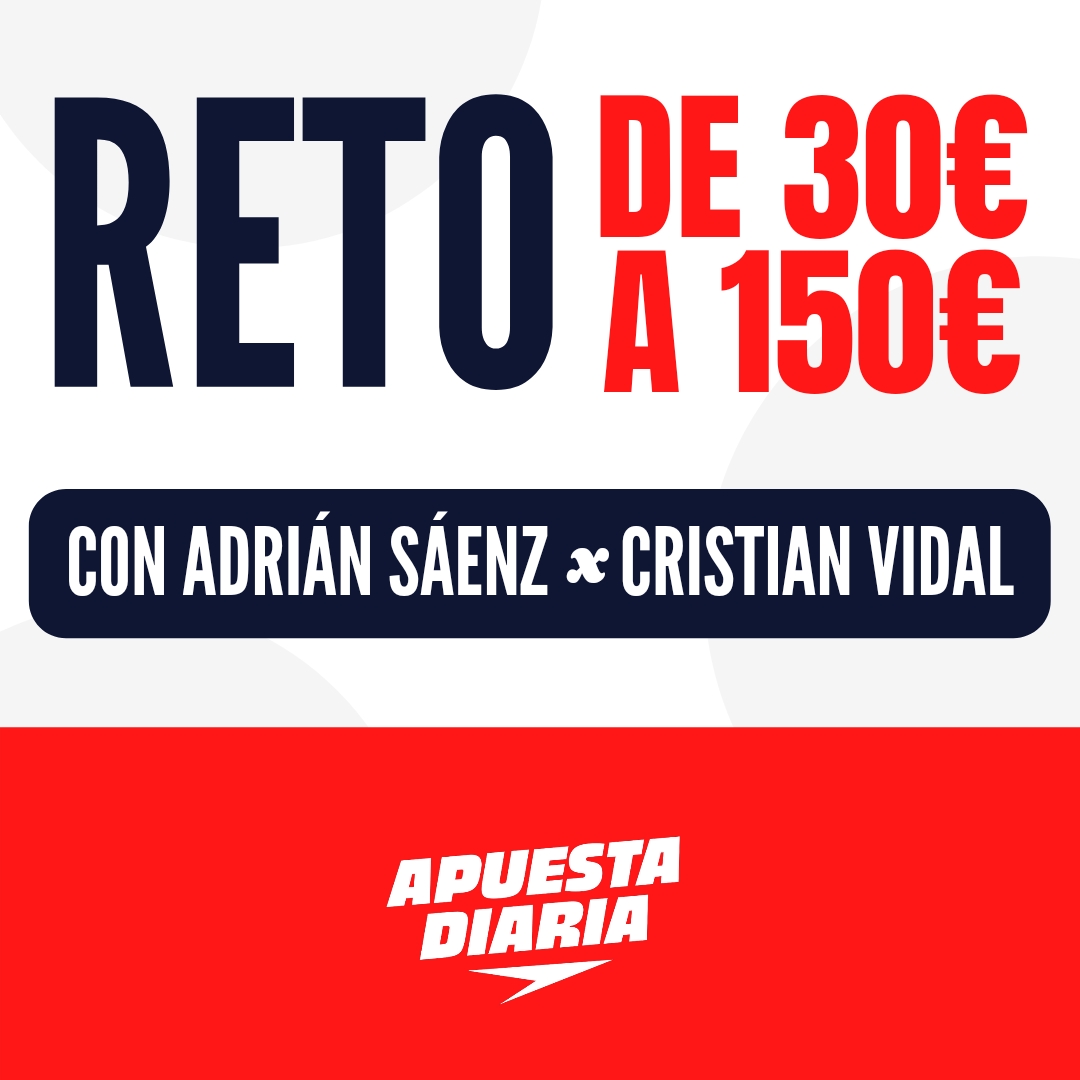 RETO
DE 30€
A 150€
CON ADRIÁN SÁENZ x CRISTIAN VIDAL
APUESTA
DIARIA